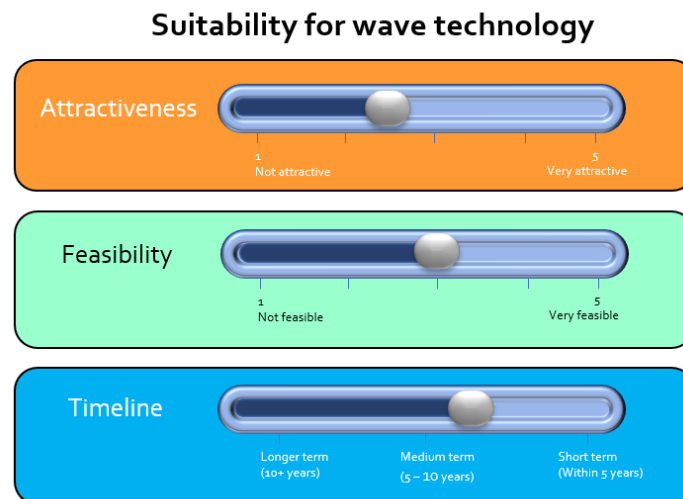 Suitability for wave technology
Attractiveness
1
5
Not attractive
Very attractive
Feasibility
1
5
Not feasible
Very feasible
Timeline
Longer term
(10+ years)
Medium term
(5 – 10 years)
Short term
(Within 5 years)